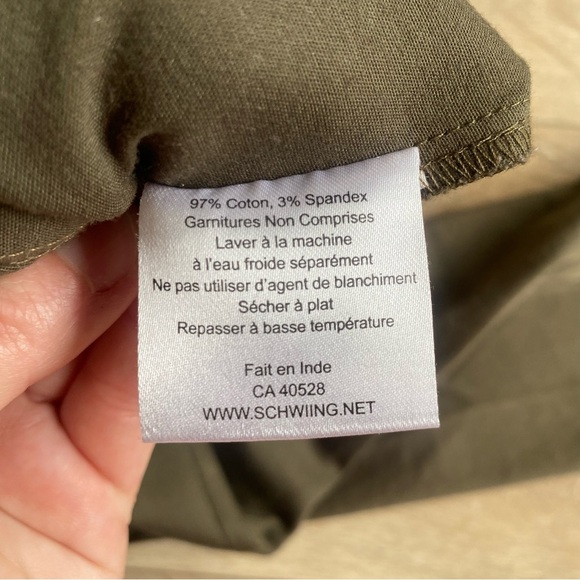 97% Coton, 3% Spandex
Garnitures Non Comprises
Laver à la machine
à l'eau froide séparément
Ne pas utiliser d'agent de blanchiment
Sécher à plat
Repasser à basse température
Fait en Inde
CA 40528
WWW.SCHWIING.NET